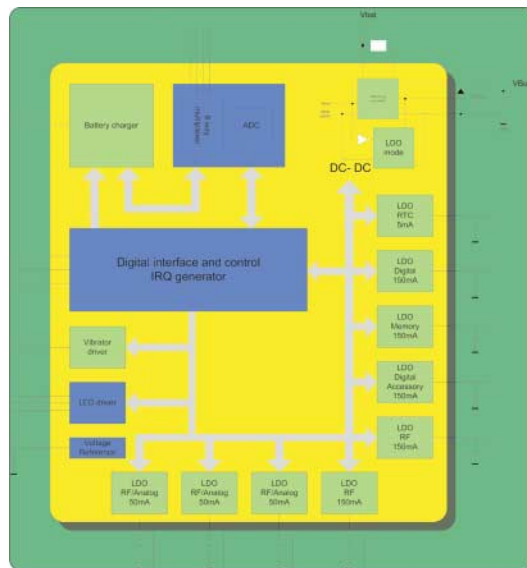 Vbat
VBu
Battery charger
ADC
LDO
mode
DC- DC
LDO
RTC
5mA
Digital interface and control
IRQ generator
LDO
Digital
150mA
LDO
Memory
150mA
Vibrator
driver
LDO
Digital
Accessory
150mA
LED driver
LDO
RF
150mA
Voltage
Reference
LDO
RF/Analog
50mA
LDO
RF/Analog
50mA
LDO
RF/Analog
50mA
LDO
RF
150mA